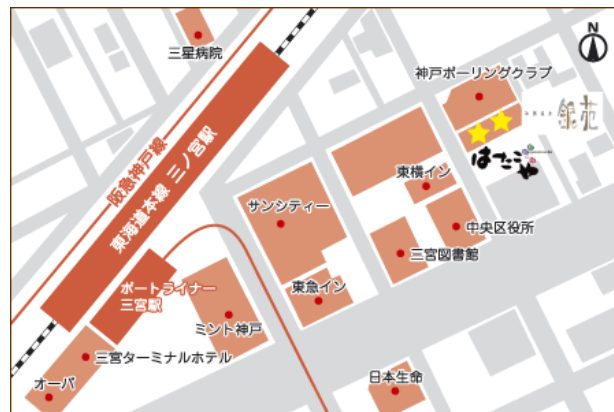 三星病院
N
神戸ボーリングクラブ
銀苑
阪急神戸線
東海道本線 三ノ宮駅
はたごや
東横イン
サンシティー
中央区役所
三宮図書館
ポートライナー
三宮駅
東急イン
ミント神戸
三宮ターミナルホテル
オーパ
日本生命